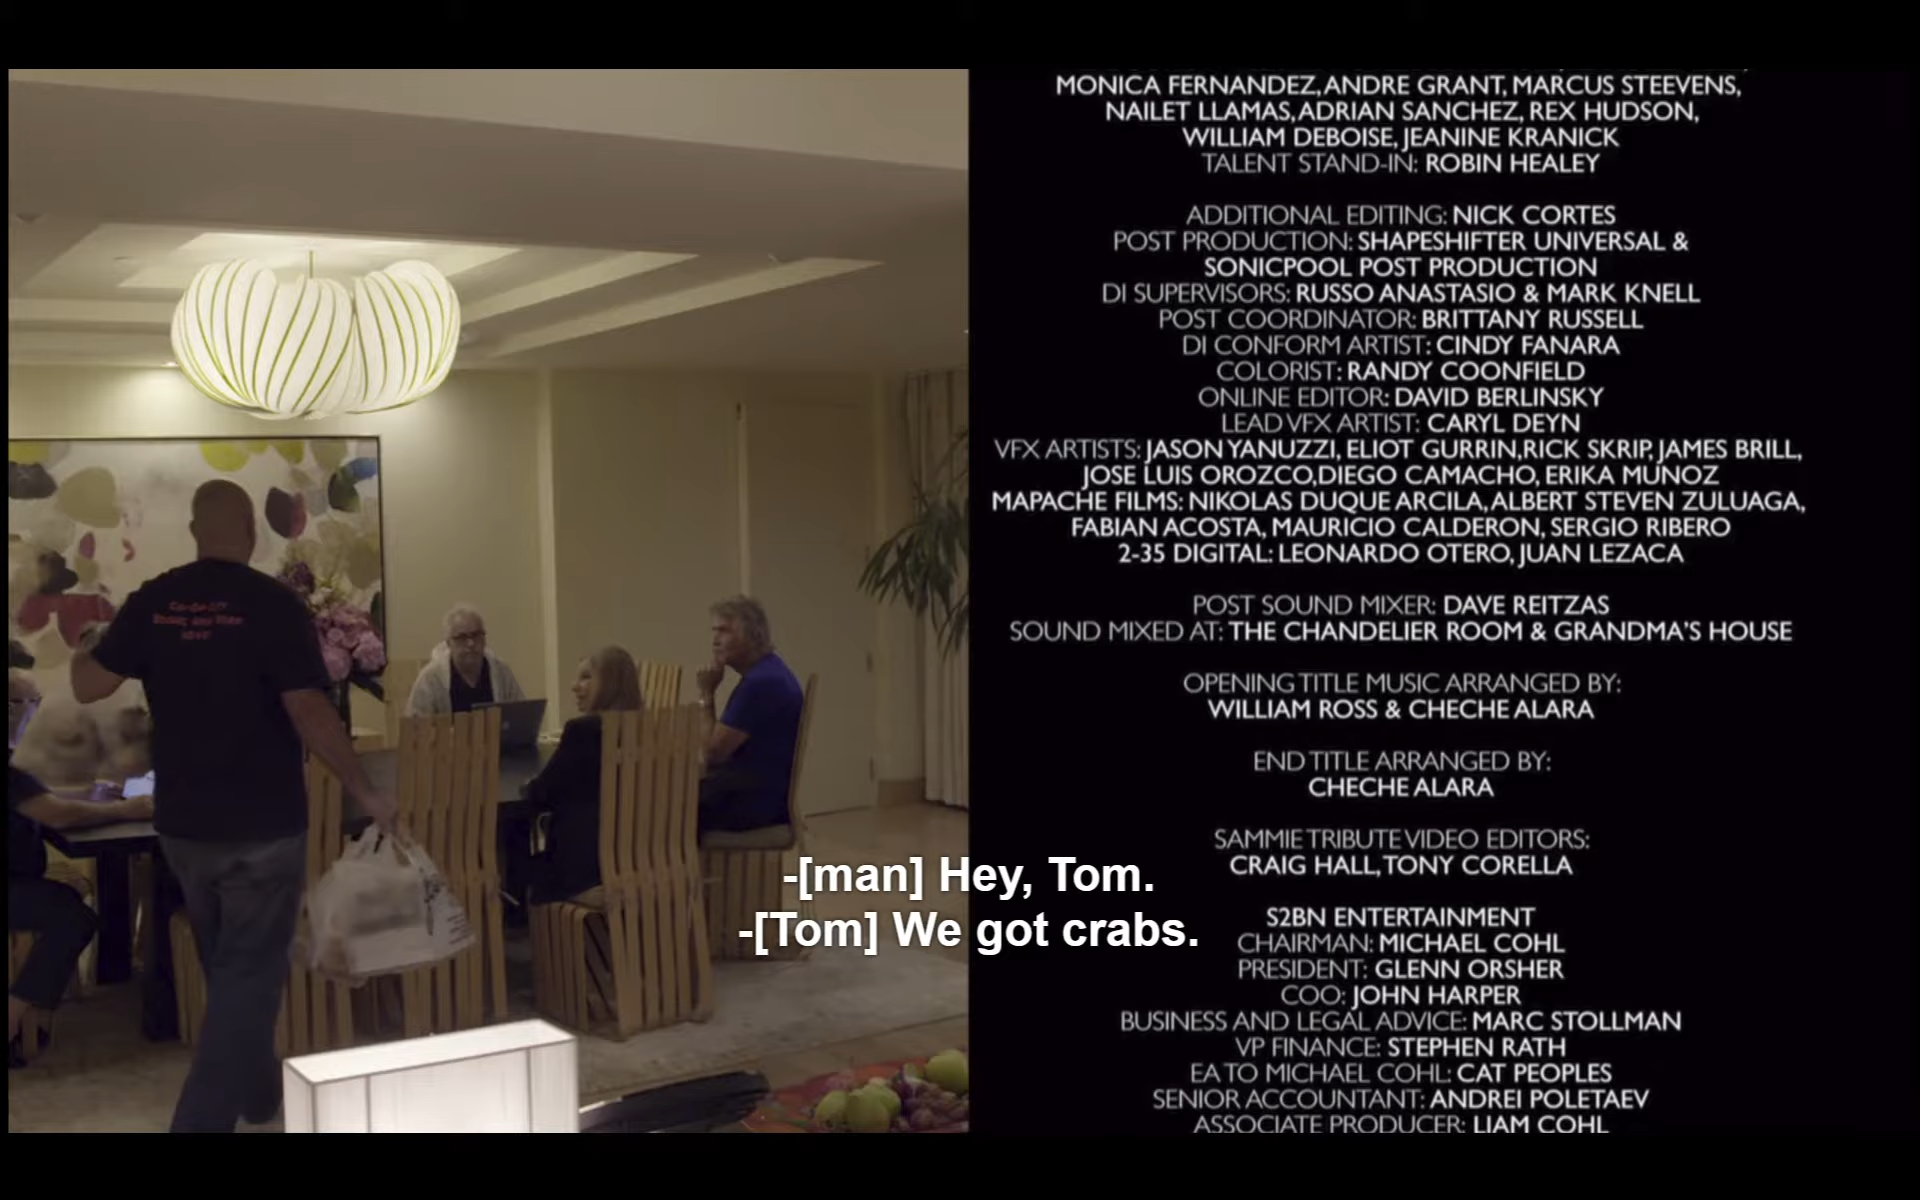 MONICA FERNANDEZ, ANDRE GRANT, MARCUS STEEVENS,
NAILET LLAMAS, ADRIAN SANCHEZ, REX HUDSON,
WILLIAM DEBOISE, JEANINE KRANICK
TALENT STAND-IN: ROBIN HEALEY
ADDITIONAL EDITING: NICK CORTES
POST PRODUCTION: SHAPESHIFTER UNIVERSAL &
SONICPOOL POST PRODUCTION
DI SUPERVISORS: RUSSO ANASTASIO & MARK KNELL
POST COORDINATOR: BRITTANY RUSSELL
DI CONFORM ARTIST: CINDY FANARA
COLORIST: RANDY COONFIELD
ONLINE EDITOR: DAVID BERLINSKY
LEAD VFX ARTIST: CARYL DEYN
VFX ARTISTS: JASON YANUZZI, ELIOT GURRIN, RICK SKRIP, JAMES BRILL,
JOSE LUIS OROZCO, DIEGO CAMACHO, ERIKA MUNOZ
MAPACHE FILMS: NIKOLAS DUQUE ARCILA, ALBERT STEVEN ZULUAGA,
FABIAN ACOSTA, MAURICIO CALDERON, SERGIO RIBERO
2-35 DIGITAL: LEONARDO OTERO, JUAN LEZACA
POST SOUND MIXER: DAVE REITZAS
SOUND MIXED AT: THE CHANDELIER ROOM & GRANDMA'S HOUSE
OPENING TITLE MUSIC ARRANGED BY:
WILLIAM ROSS & CHECHE ALARA
END TITLE ARRANGED BY:
CHECHE ALARA
SAMMIE TRIBUTE VIDEO EDITORS:
CRAIG HALL, TONY CORELLA
S2BN ENTERTAINMENT
CHAIRMAN: MICHAEL COHL
PRESIDENT: GLENN ORSHER
COO: JOHN HARPER
BUSINESS AND LEGAL ADVICE: MARC STOLLMAN
VP FINANCE: STEPHEN RATH
EA TO MICHAEL COHL: CAT PEOPLES
SENIOR ACCOUNTANT: ANDREI POLETAEV
ASSOCIATE PRODUCER: LIAM COHL
-[man] Hey, Tom.
-[Tom] We got crabs.